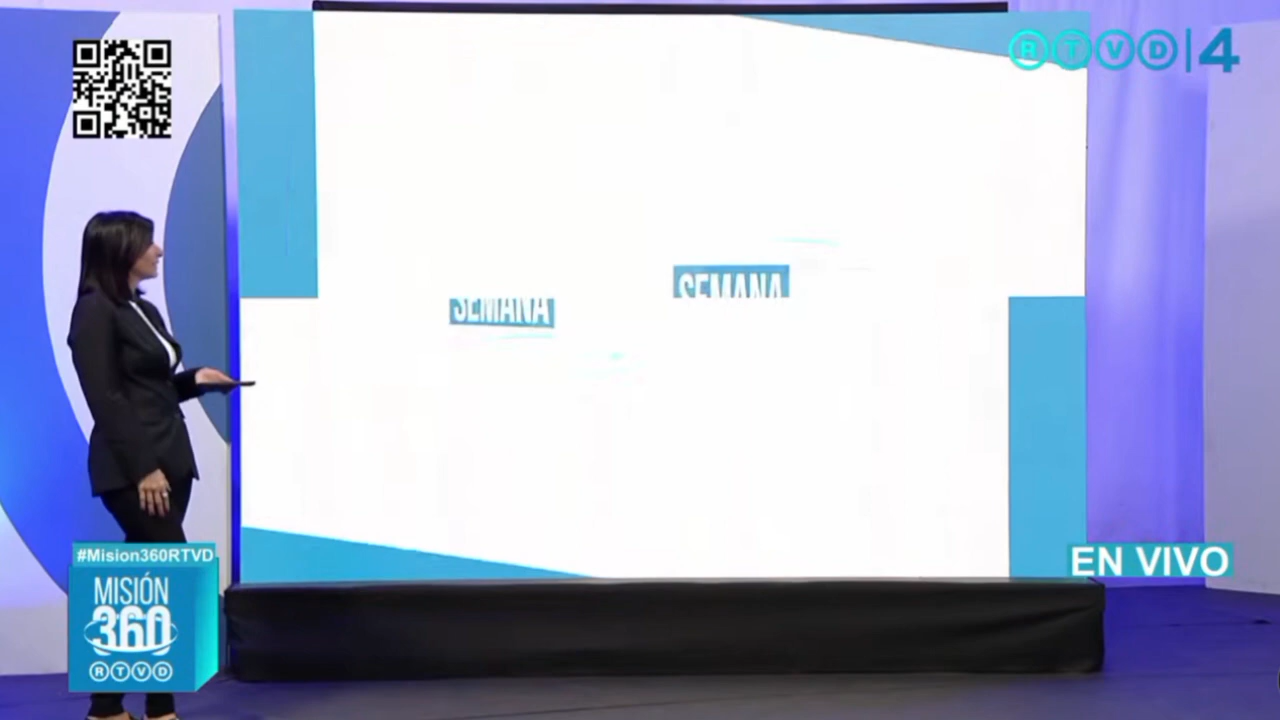 RTVD|4
SEMANA
SEMANA
#Mision360RTVD
MISIÓN
360
RTVD
EN VIVO